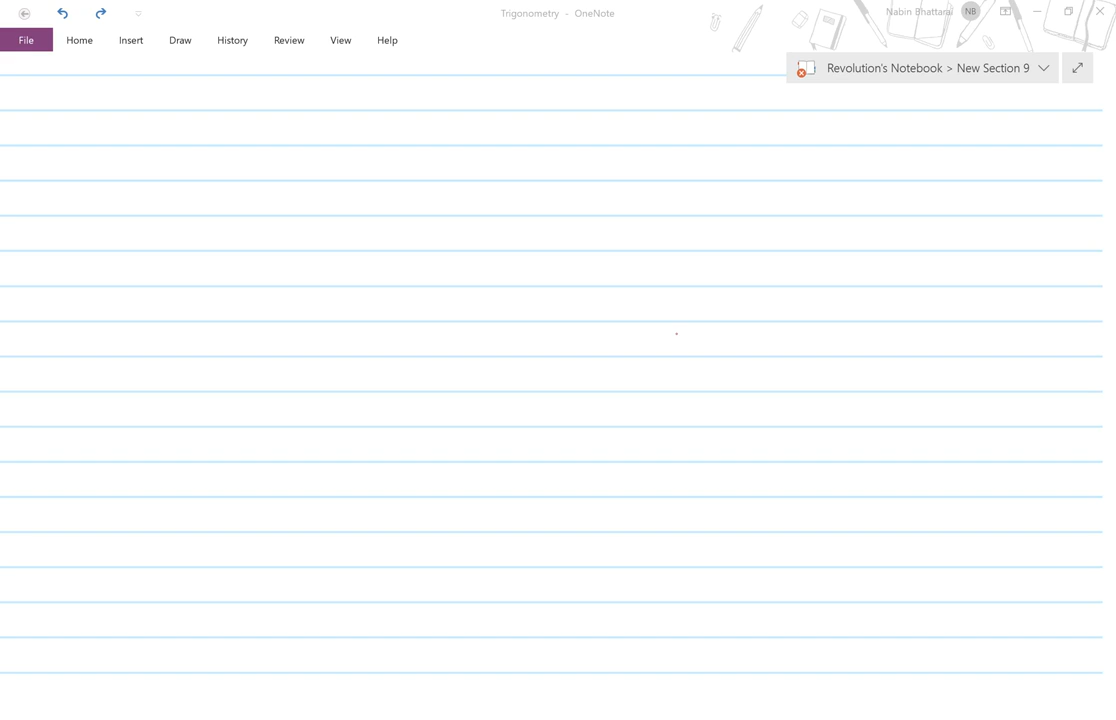 Trigonometry - OneNote
Nabin Bhattarai NB
File Home Insert Draw History Review View Help
Revolution's Notebook > New Section 9